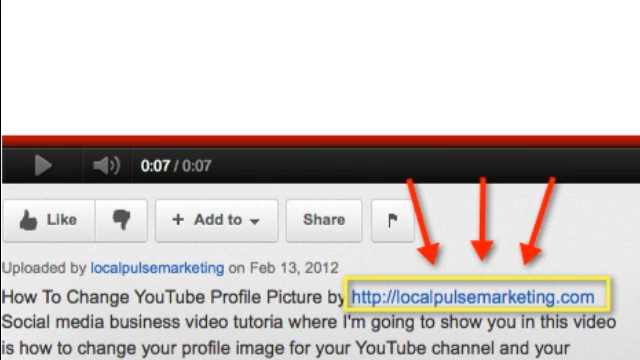 0:07 / 0:07
Like
+ Add to
Share
Uploaded by localpulsemarketing on Feb 13, 2012
How To Change YouTube Profile Picture by http://localpulsemarketing.com
Social media business video tutoria where I'm going to show you in this video
is how to change your profile image for your YouTube channel and your